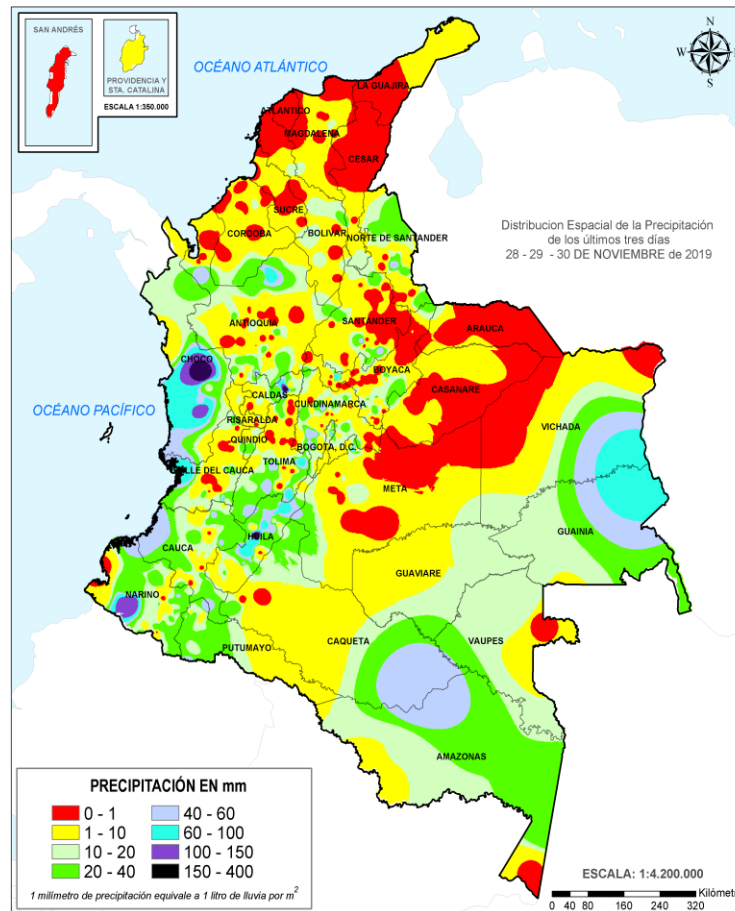 SAN ANDRÉS
PROVIDENCIA Y
STA. CATALINA
ESCALA 1:350.000
OCÉANO ATLÁNTICO
N
W
E
S
LA GUAJIRA
ATLANTICO
MAGDALENA
CESAR
SUCRE
CORDOBA
BOLIVAR
NORTE DE SANTANDER
Distribucion Espacial de la Precipitación
de los últimos tres días
28 - 29 - 30 DE NOVIEMBRE de 2019
ANTIOQUIA
SANTANDER
ARAUCA
CHOCO
BOYACA
CASANARE
OCÉANO PACÍFICO
CALDAS
CUNDINAMARCA
RISARALDA
VICHADA
QUINDIO
BOGOTA, D.C.
TOLIMA
VALLE DEL CAUCA
META
HUILA
GUAINIA
CAUCA
GUAVIARE
NARINO
CAQUETA
VAUPES
PUTUMAYO
AMAZONAS
PRECIPITACIÓN EN mm
0 - 1
1 - 10
10 - 20
20 - 40
40 - 60
60 - 100
100 - 150
150 - 400
1 milímetro de precipitación equivale a 1 litro de lluvia por m²
ESCALA: 1:4.200.000
0 40 80 160 240 320
Kilóm